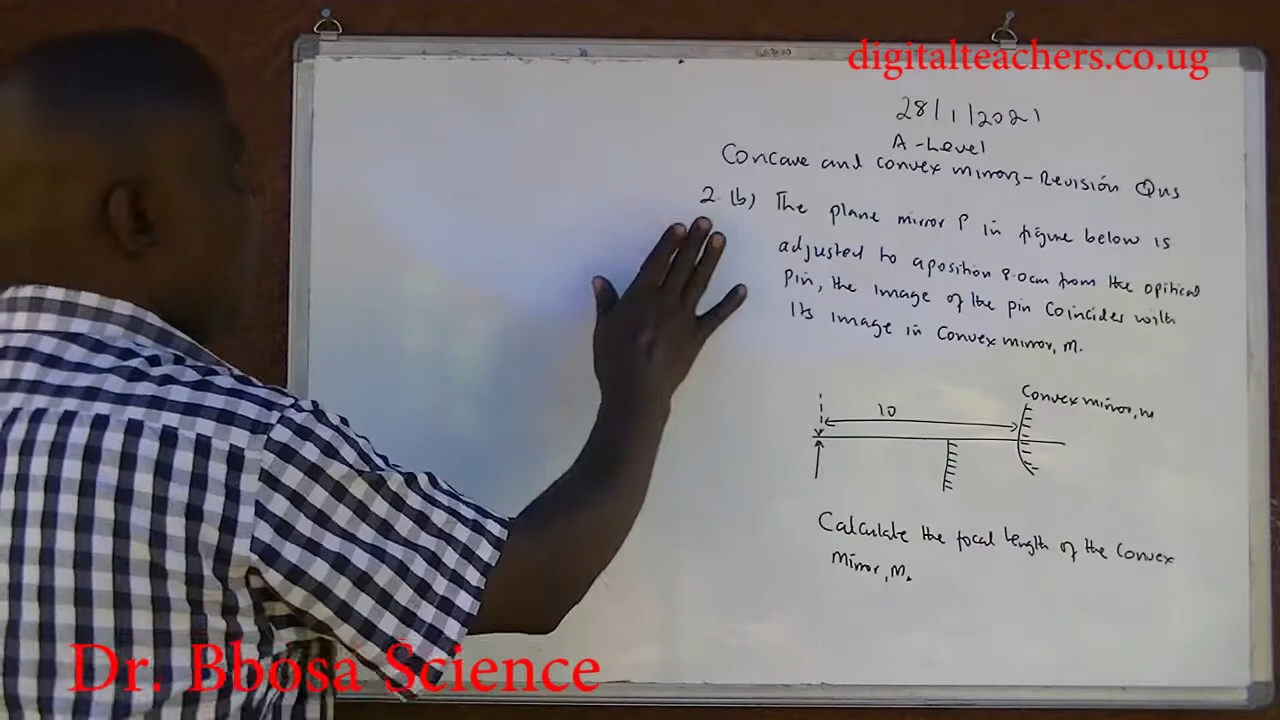 digitalteachers.co.ug
28/1/2021
A-Level
Concave and convex mirrors-Revision Qns
2.(b) The plane mirror P in figure below is
adjusted to a position 8.0cm from the opitical
Pin, the image of the pin Coincides with
Its image in Convex mirror, M.
Convex mirror, M
10
Calculate the focal length of the Convex
Mirror, M.
Dr. Bbosa Science